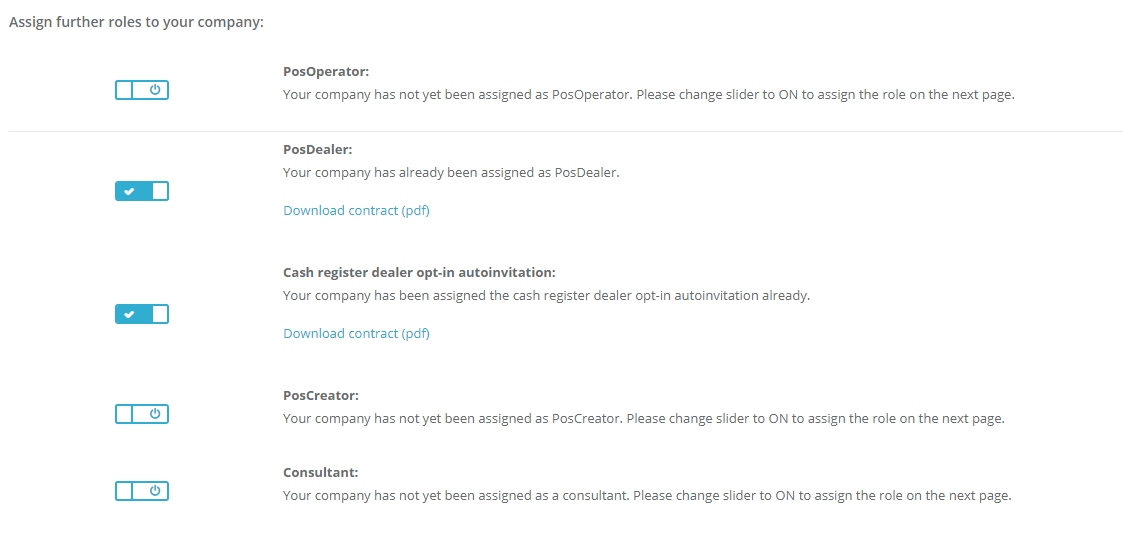 Assign further roles to your company:
PosOperator:
Your company has not yet been assigned as PosOperator. Please change slider to ON to assign the role on the next page.
PosDealer:
Your company has already been assigned as PosDealer.
Download contract (pdf)
Cash register dealer opt-in autoinvitation:
Your company has been assigned the cash register dealer opt-in autoinvitation already.
Download contract (pdf)
PosCreator:
Your company has not yet been assigned as PosCreator. Please change slider to ON to assign the role on the next page.
Consultant:
Your company has not yet been assigned as a consultant. Please change slider to ON to assign the role on the next page.